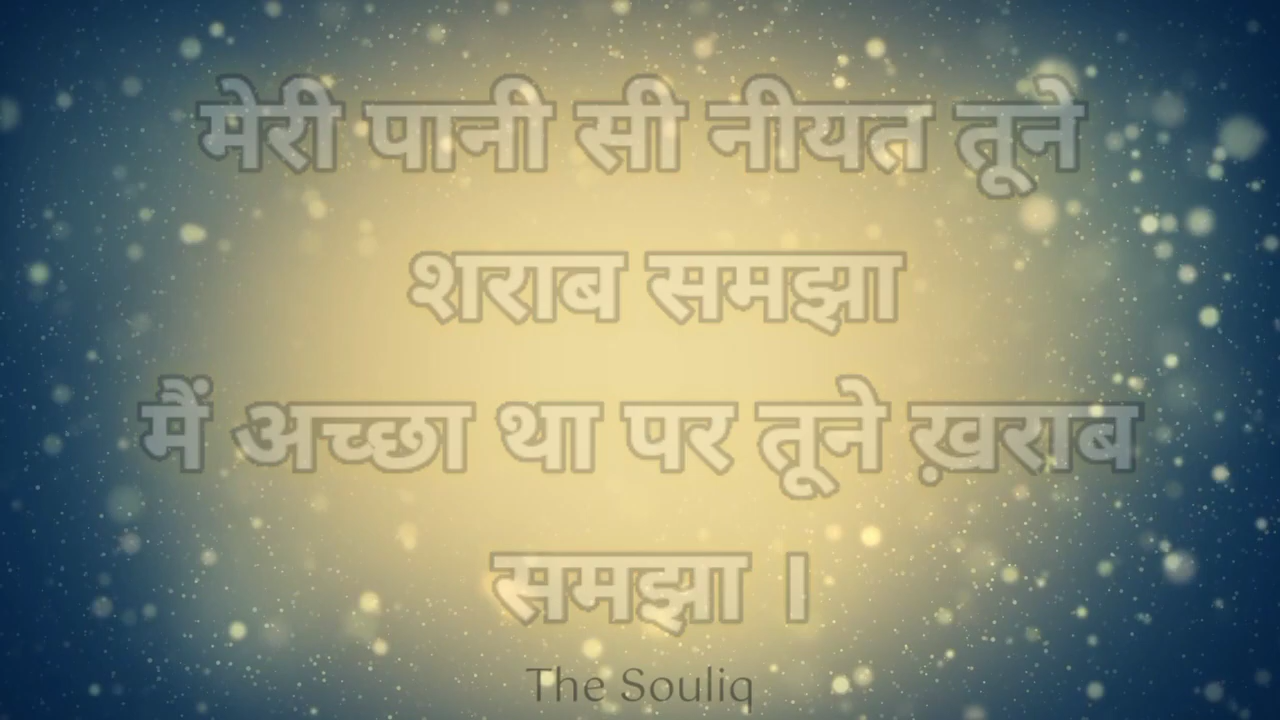 मेरी पानी सी नीयत तूने
शराब समझा
मैं अच्छा था पर तूने ख़राब
समझा ।
The Souliq